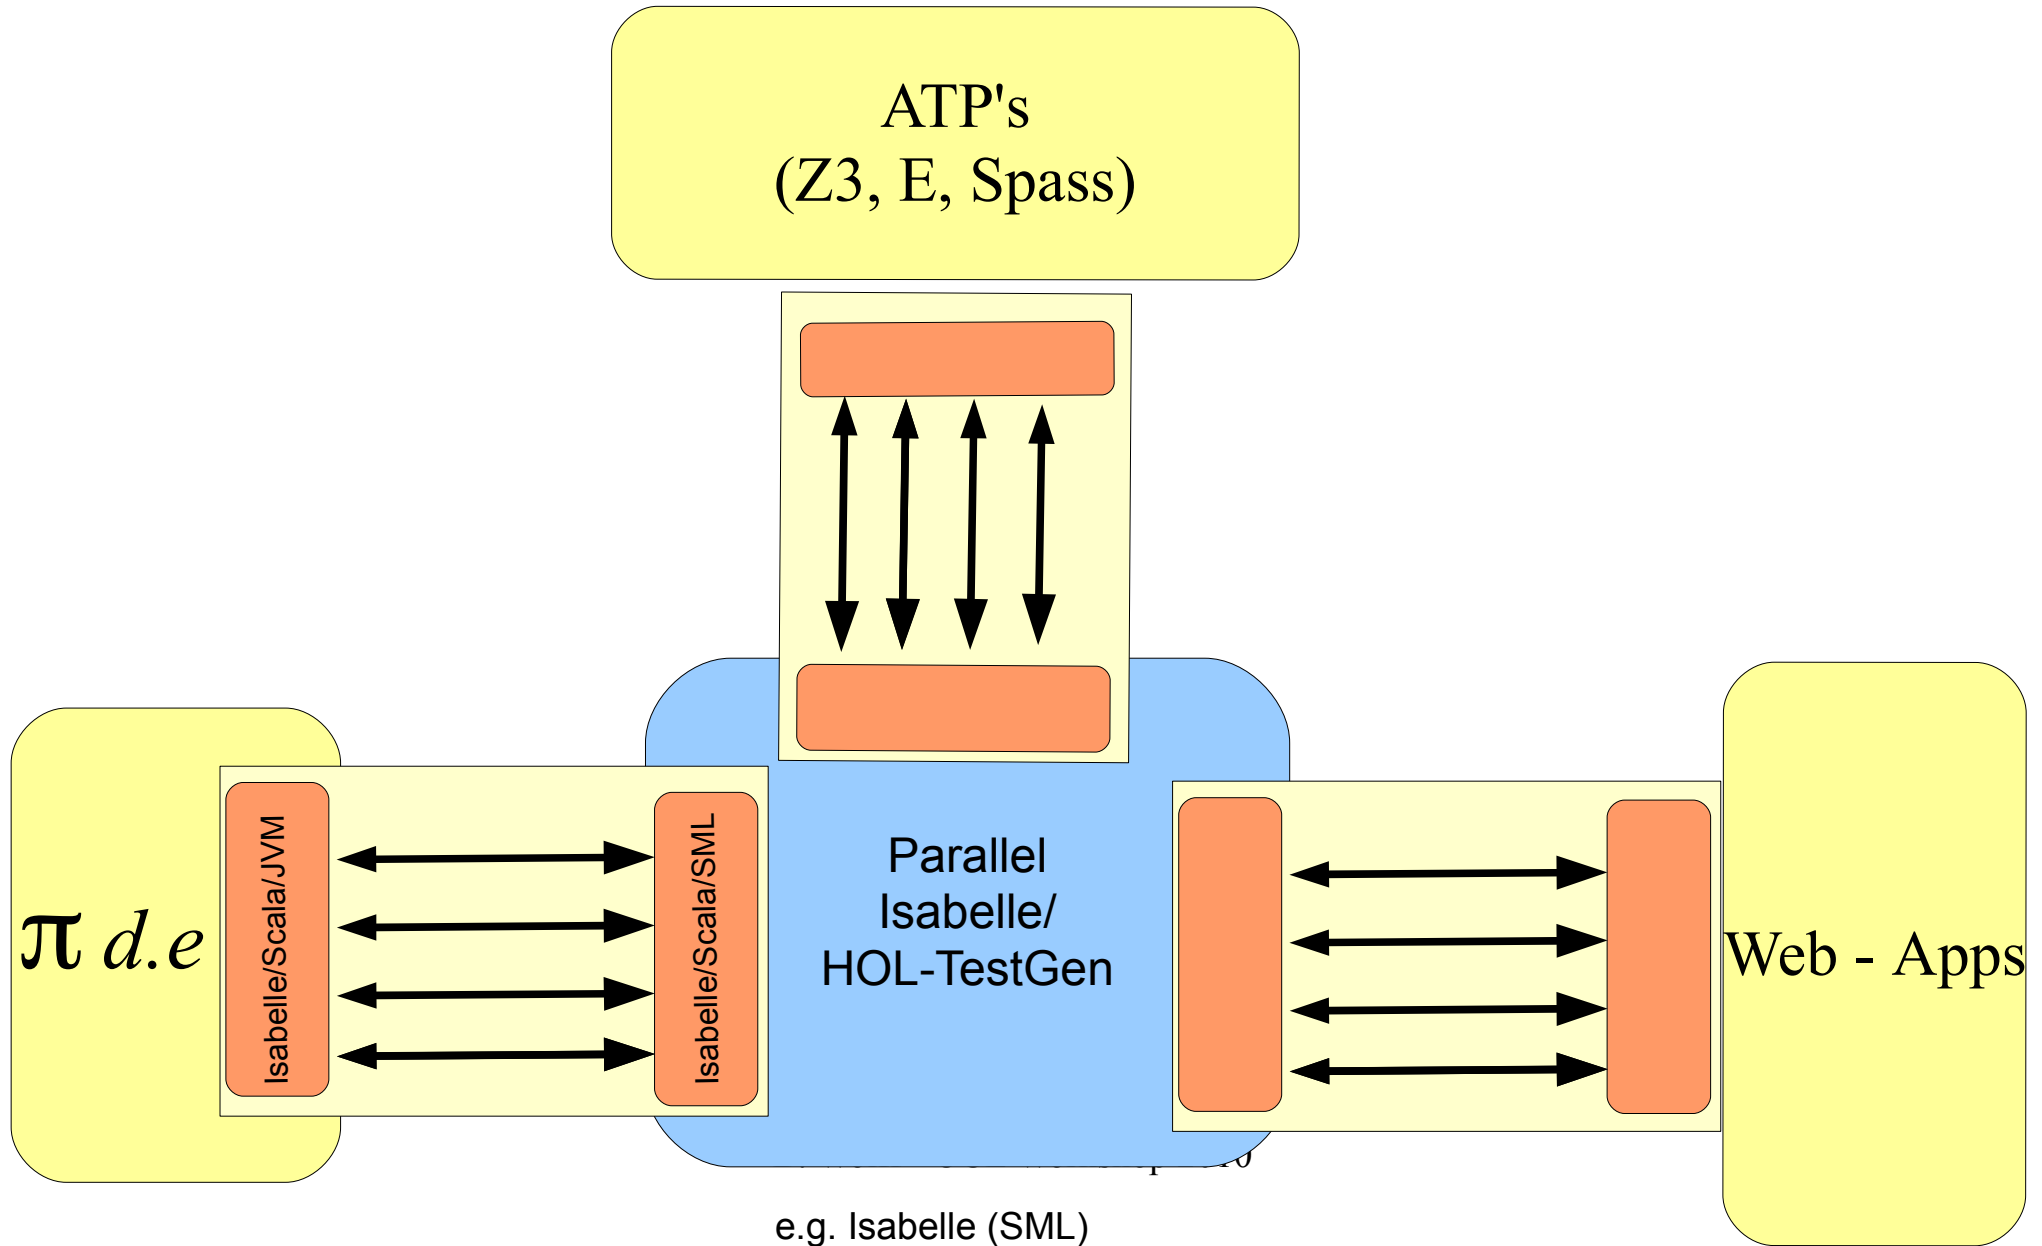 ATP's
(Z3, E, Spass)
π d.e
Isabelle/Scala/JVM
Isabelle/Scala/SML
Parallel
Isabelle/
HOL-TestGen
Web - Apps
e.g. Isabelle (SML)